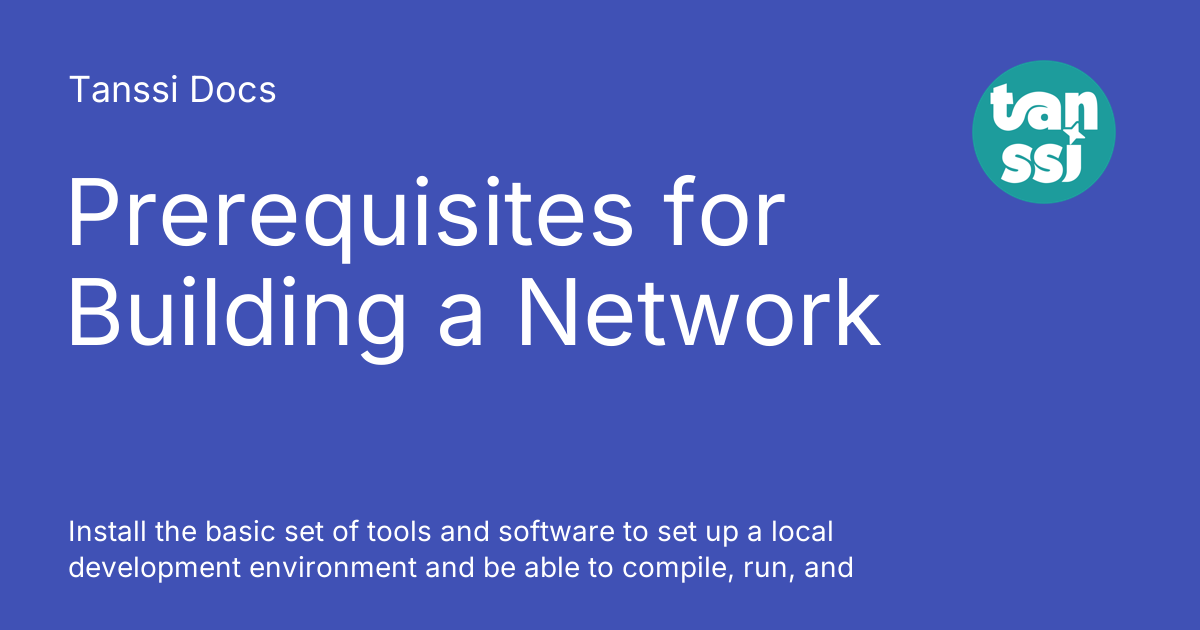 Tanssi Docs
tan
ssi
Prerequisites for
Building a Network
Install the basic set of tools and software to set up a local
development environment and be able to compile, run, and